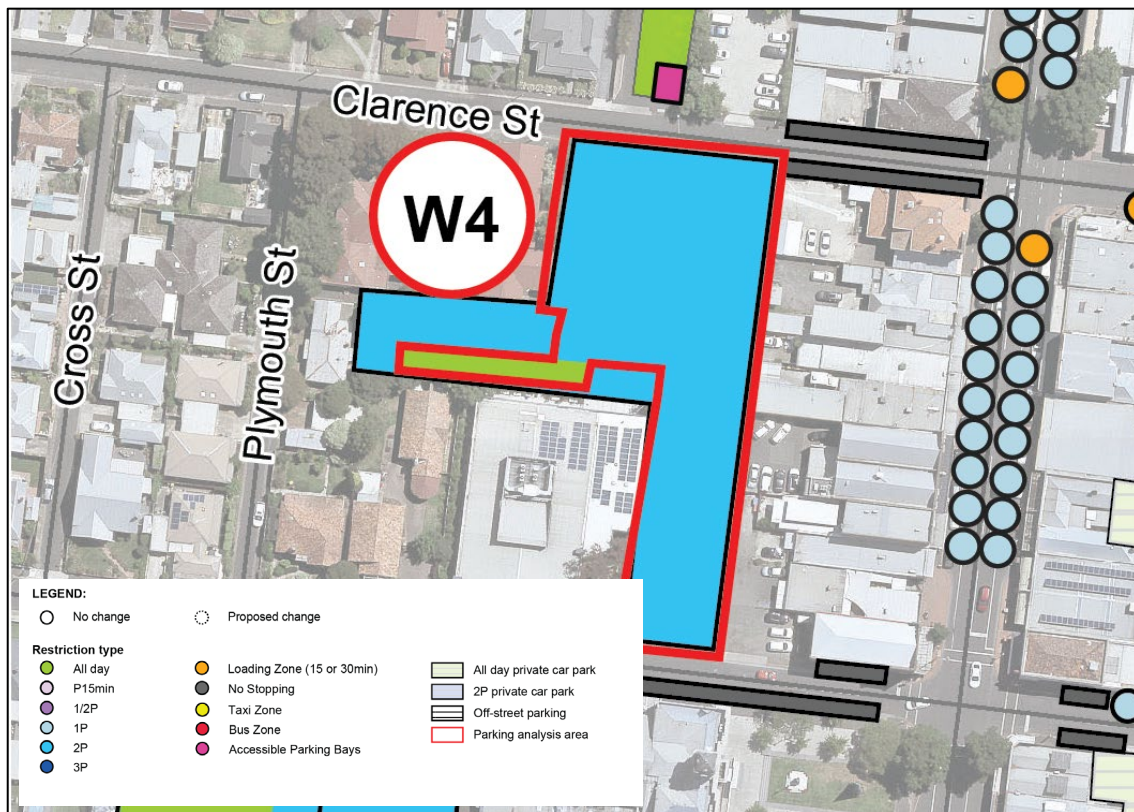 Clarence St
W4
Cross St
Plymouth St
LEGEND:
No change
Proposed change
Restriction type
All day
P15min
1/2P
1P
2P
3P
Loading Zone (15 or 30min)
No Stopping
Taxi Zone
Bus Zone
Accessible Parking Bays
All day private car park
2P private car park
Off-street parking
Parking analysis area